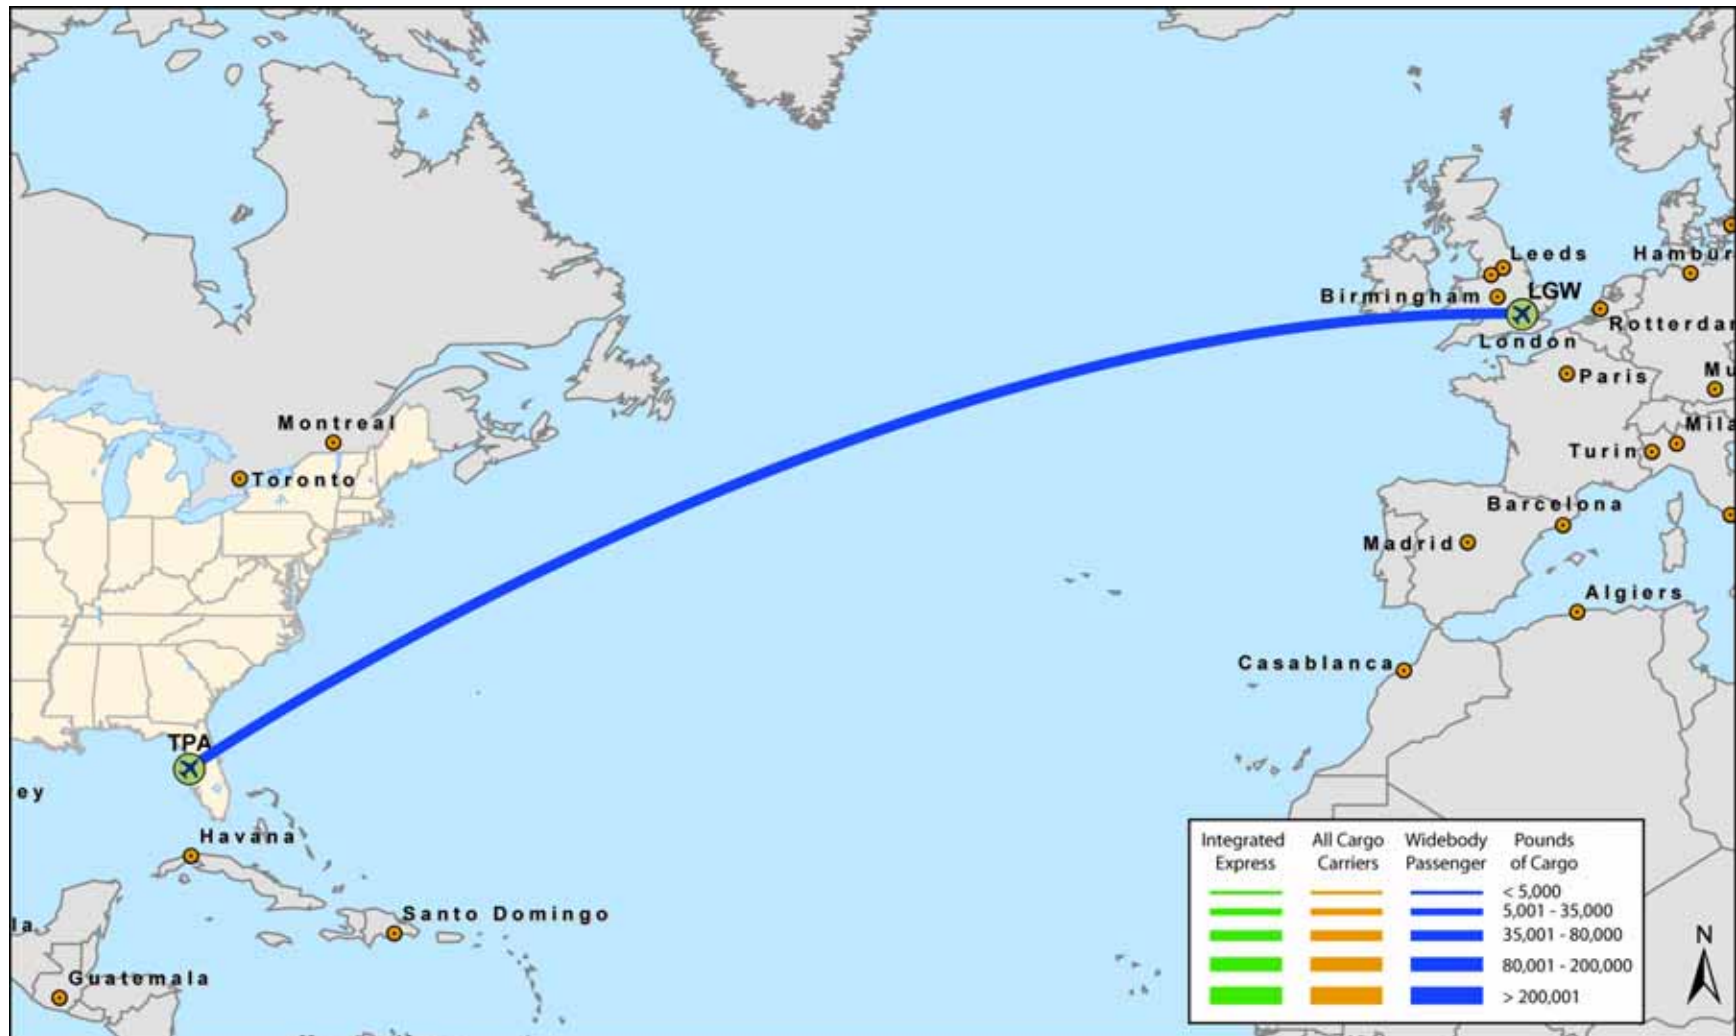 Leeds
Hambur
Birmingham
LGW
Rotterdar
London
Paris
Mu
Montreal
Mila
Turin
Toronto
Barcelona
Madrid
Algiers
Casablanca
TPA
ey
Havana
Santo Domingo
la
Guatemala
Integrated Express
All Cargo Carriers
Widebody Passenger
Pounds of Cargo
< 5,000
5,001 - 35,000
35,001 - 80,000
80,001 - 200,000
> 200,001
N